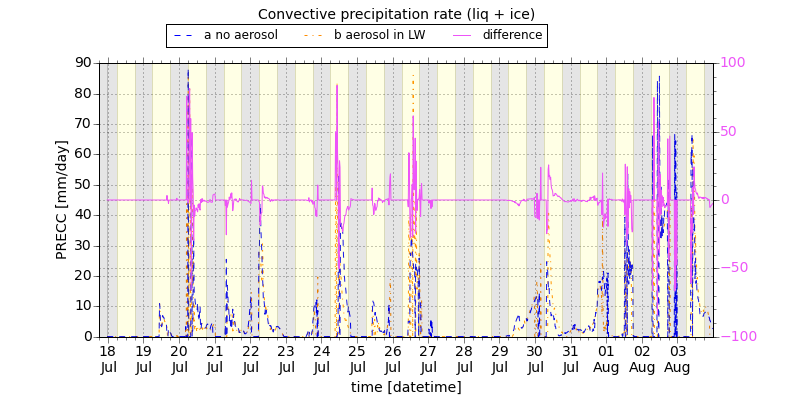 Convective precipitation rate (liq + ice)
a no aerosol b aerosol in LW difference
PRECC [mm/day]
90
80
70
60
50
40
30
20
10
0
100
50
0
−50
−100
18 19 20 21 22 23 24 25 26 27 28 29 30 31 01 02 03
Jul Jul Jul Jul Jul Jul Jul Jul Jul Jul Jul Jul Jul Jul Aug Aug Aug
time [datetime]